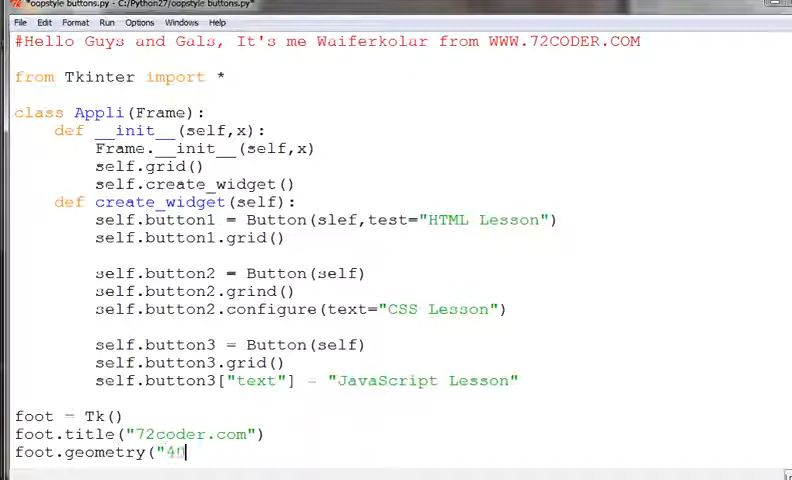 *oopstyle buttons.py - C:/Python27/oopstyle buttons.py*
File Edit Format Run Options Windows Help
#Hello Guys and Gals, It's me Waiferkolar from WWW.72CODER.COM
from Tkinter import *
class Appli(Frame):
def __init__(self,x):
Frame.__init__(self,x)
self.grid()
self.create_widget()
def create_widget(self):
self.button1 = Button(slef,test="HTML Lesson")
self.button1.grid()
self.button2 = Button(self)
self.button2.grind()
self.button2.configure(text="CSS Lesson")
self.button3 = Button(self)
self.button3.grid()
self.button3["text"] = "JavaScript Lesson"
foot = Tk()
foot.title("72coder.com")
foot.geometry("40